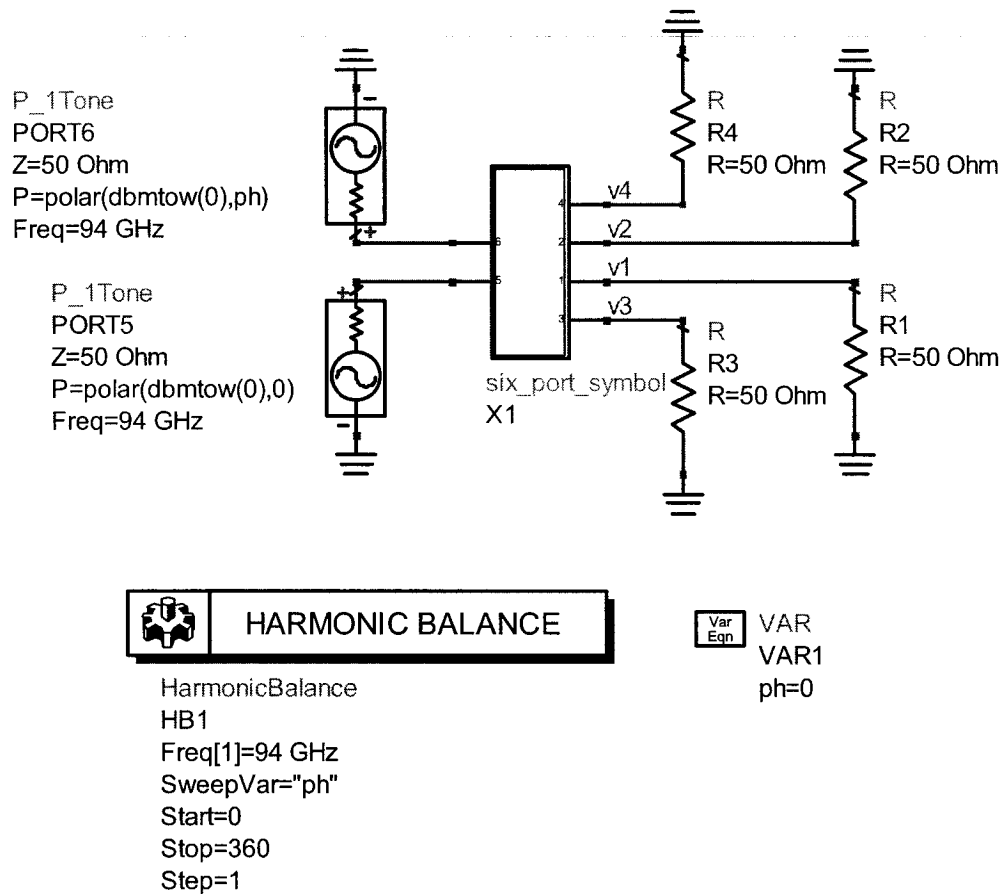 P_1Tone
PORT6
Z=50 Ohm
P=polar(dbmtow(0),ph)
Freq=94 GHz
P_1Tone
PORT5
Z=50 Ohm
P=polar(dbmtow(0),0)
Freq=94 GHz
-
+
+
-
6
5
4
2
1
3
v4
v2
v1
v3
six_port_symbol
X1
R
R4
R=50 Ohm
R
R2
R=50 Ohm
R
R3
R=50 Ohm
R
R1
R=50 Ohm
HARMONIC BALANCE
HarmonicBalance
HB1
Freq[1]=94 GHz
SweepVar="ph"
Start=0
Stop=360
Step=1
Var
Eqn
VAR
VAR1
ph=0